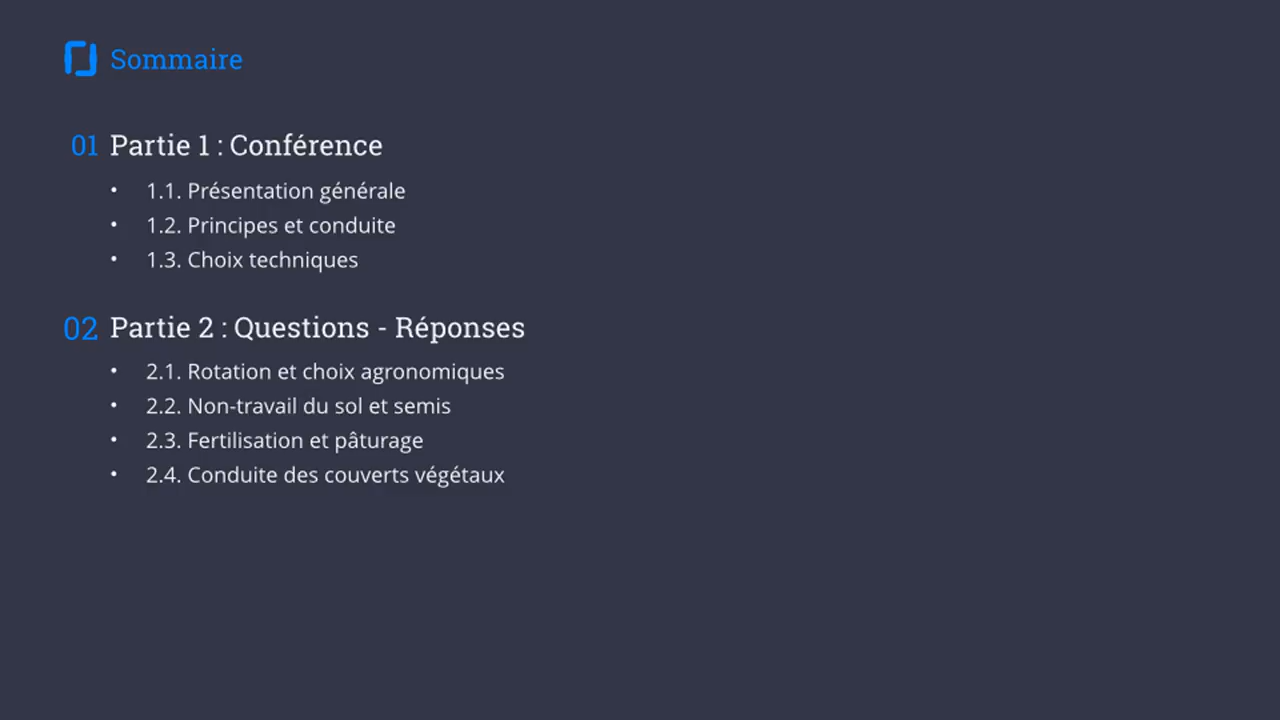 Sommaire
01 Partie 1 : Conférence
• 1.1. Présentation générale
• 1.2. Principes et conduite
• 1.3. Choix techniques
02 Partie 2 : Questions - Réponses
• 2.1. Rotation et choix agronomiques
• 2.2. Non-travail du sol et semis
• 2.3. Fertilisation et pâturage
• 2.4. Conduite des couverts végétaux